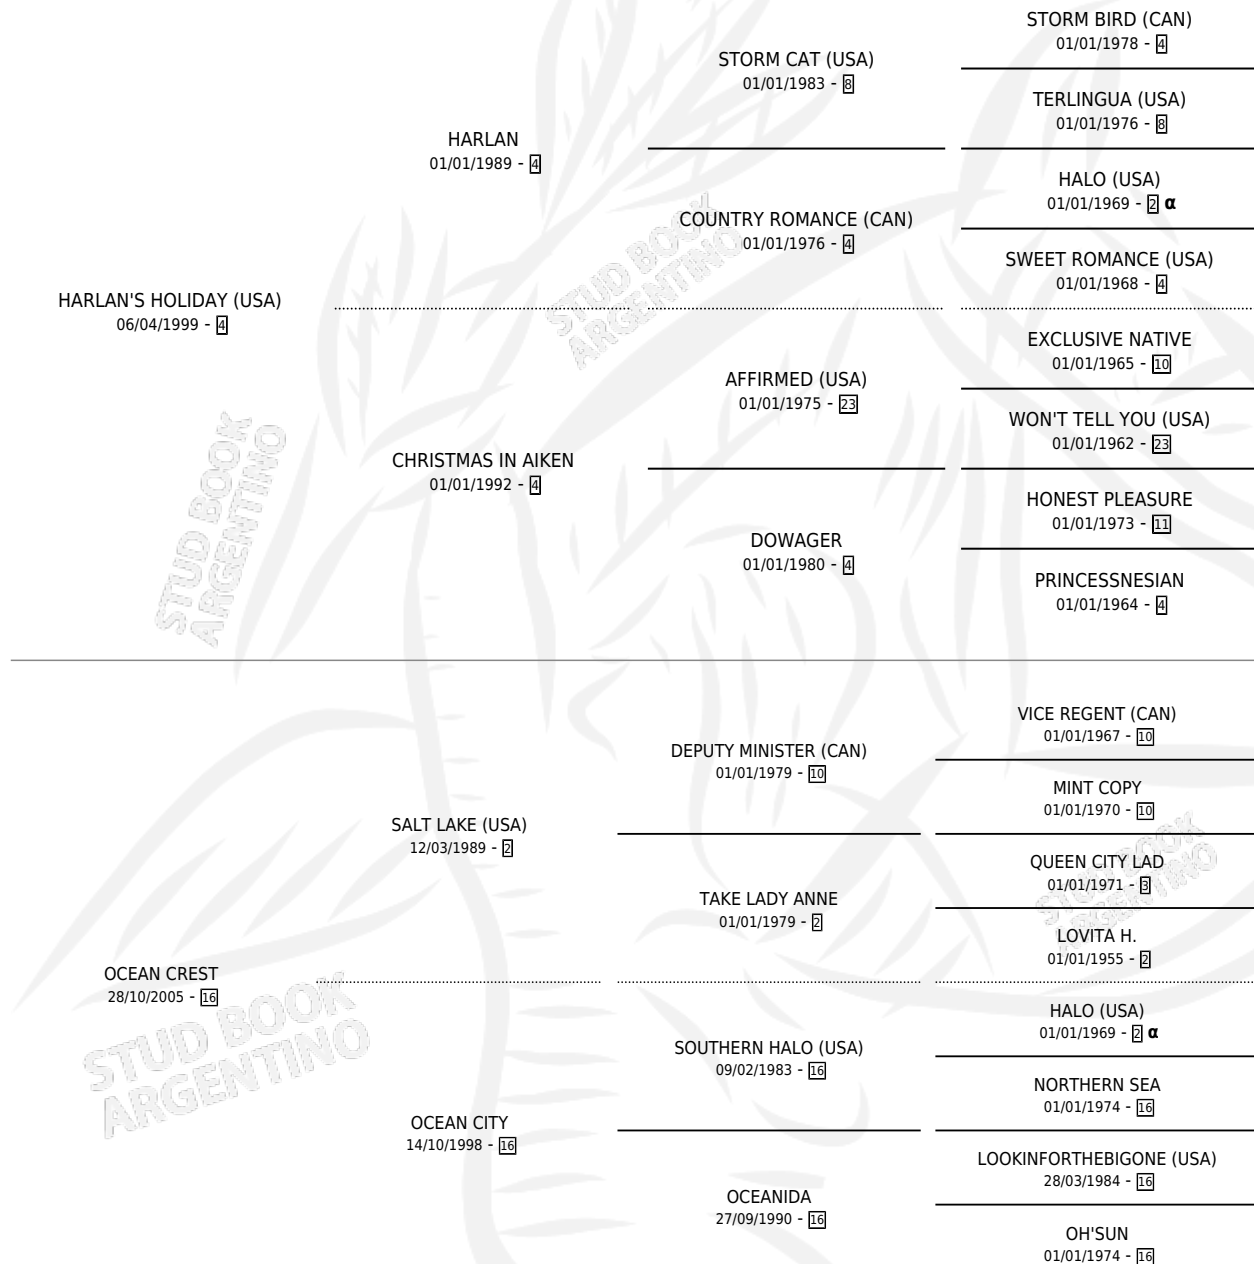 STORM BIRD (CAN)
01/01/1978 - 4
STORM CAT (USA)
01/01/1983 - 8
TERLINGUA (USA)
01/01/1976 - 8
HARLAN
01/01/1989 - 4
HALO (USA)
01/01/1969 - 2 α
COUNTRY ROMANCE (CAN)
01/01/1976 - 4
SWEET ROMANCE (USA)
01/01/1968 - 4
HARLAN'S HOLIDAY (USA)
06/04/1999 - 4
EXCLUSIVE NATIVE
01/01/1965 - 10
AFFIRMED (USA)
01/01/1975 - 23
WON'T TELL YOU (USA)
01/01/1962 - 23
CHRISTMAS IN AIKEN
01/01/1992 - 4
HONEST PLEASURE
01/01/1973 - 11
DOWAGER
01/01/1980 - 4
PRINCESSNESIAN
01/01/1964 - 4
VICE REGENT (CAN)
01/01/1967 - 10
DEPUTY MINISTER (CAN)
01/01/1979 - 10
MINT COPY
01/01/1970 - 10
SALT LAKE (USA)
12/03/1989 - 2
QUEEN CITY LAD
01/01/1971 - 3
TAKE LADY ANNE
01/01/1979 - 2
LOVITA H.
01/01/1955 - 2
OCEAN CREST
28/10/2005 - 16
HALO (USA)
01/01/1969 - 2 α
SOUTHERN HALO (USA)
09/02/1983 - 16
NORTHERN SEA
01/01/1974 - 16
OCEAN CITY
14/10/1998 - 16
LOOKINFORTHEBIGONE (USA)
28/03/1984 - 16
OCEANIDA
27/09/1990 - 16
OH'SUN
01/01/1974 - 16
STUD BOOK
ARGENTINO
STUD BOOK
ARGENTINO
STUD BOOK
ARGENTINO
STUD BOOK
ARGENTINO